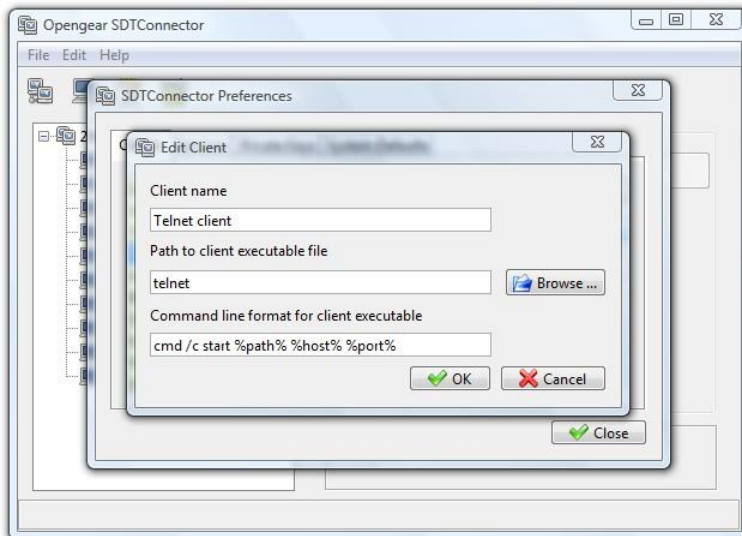 Opengear SDTConnector
File Edit Help
SDTConnector Preferences
2
C
Edit Client
Client name
Telnet client
Path to client executable file
telnet
Browse ...
Command line format for client executable
cmd /c start %path% %host% %port%
OK
Cancel
Close